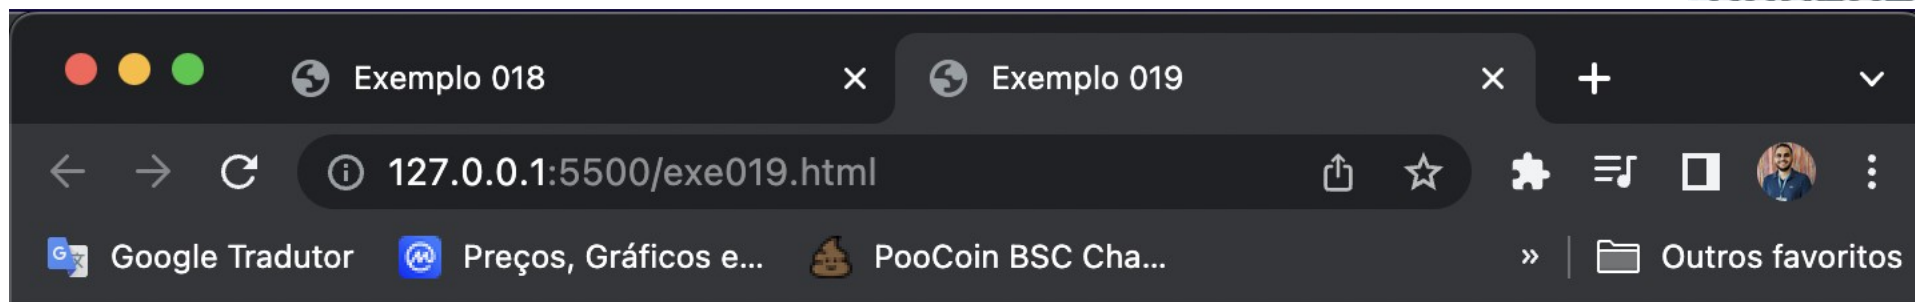 Exemplo 018 Exemplo 019
127.0.0.1:5500/exe019.html
Google Tradutor Preços, Gráficos e... PooCoin BSC Cha... » Outros favoritos